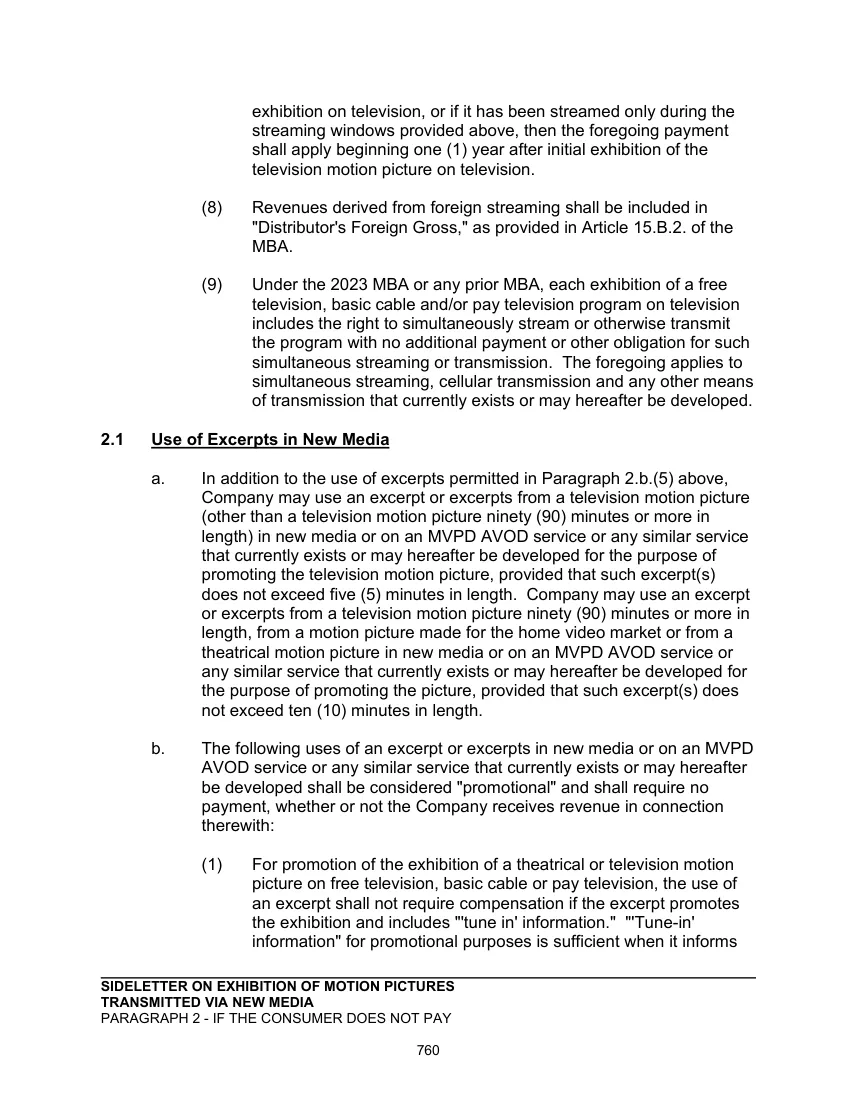 exhibition on television, or if it has been streamed only during the
streaming windows provided above, then the foregoing payment
shall apply beginning one (1) year after initial exhibition of the
television motion picture on television.
(8) Revenues derived from foreign streaming shall be included in
"Distributor's Foreign Gross," as provided in Article 15.B.2. of the
MBA.
(9) Under the 2023 MBA or any prior MBA, each exhibition of a free
television, basic cable and/or pay television program on television
includes the right to simultaneously stream or otherwise transmit
the program with no additional payment or other obligation for such
simultaneous streaming or transmission.  The foregoing applies to
simultaneous streaming, cellular transmission and any other means
of transmission that currently exists or may hereafter be developed.
2.1 Use of Excerpts in New Media
a. In addition to the use of excerpts permitted in Paragraph 2.b.(5) above,
Company may use an excerpt or excerpts from a television motion picture
(other than a television motion picture ninety (90) minutes or more in
length) in new media or on an MVPD AVOD service or any similar service
that currently exists or may hereafter be developed for the purpose of
promoting the television motion picture, provided that such excerpt(s)
does not exceed five (5) minutes in length.  Company may use an excerpt
or excerpts from a television motion picture ninety (90) minutes or more in
length, from a motion picture made for the home video market or from a
theatrical motion picture in new media or on an MVPD AVOD service or
any similar service that currently exists or may hereafter be developed for
the purpose of promoting the picture, provided that such excerpt(s) does
not exceed ten (10) minutes in length.
b. The following uses of an excerpt or excerpts in new media or on an MVPD
AVOD service or any similar service that currently exists or may hereafter
be developed shall be considered "promotional" and shall require no
payment, whether or not the Company receives revenue in connection
therewith:
(1) For promotion of the exhibition of a theatrical or television motion
picture on free television, basic cable or pay television, the use of
an excerpt shall not require compensation if the excerpt promotes
the exhibition and includes "'tune in' information."  "'Tune-in'
information" for promotional purposes is sufficient when it informs
SIDELETTER ON EXHIBITION OF MOTION PICTURES
TRANSMITTED VIA NEW MEDIA
PARAGRAPH 2 - IF THE CONSUMER DOES NOT PAY
760